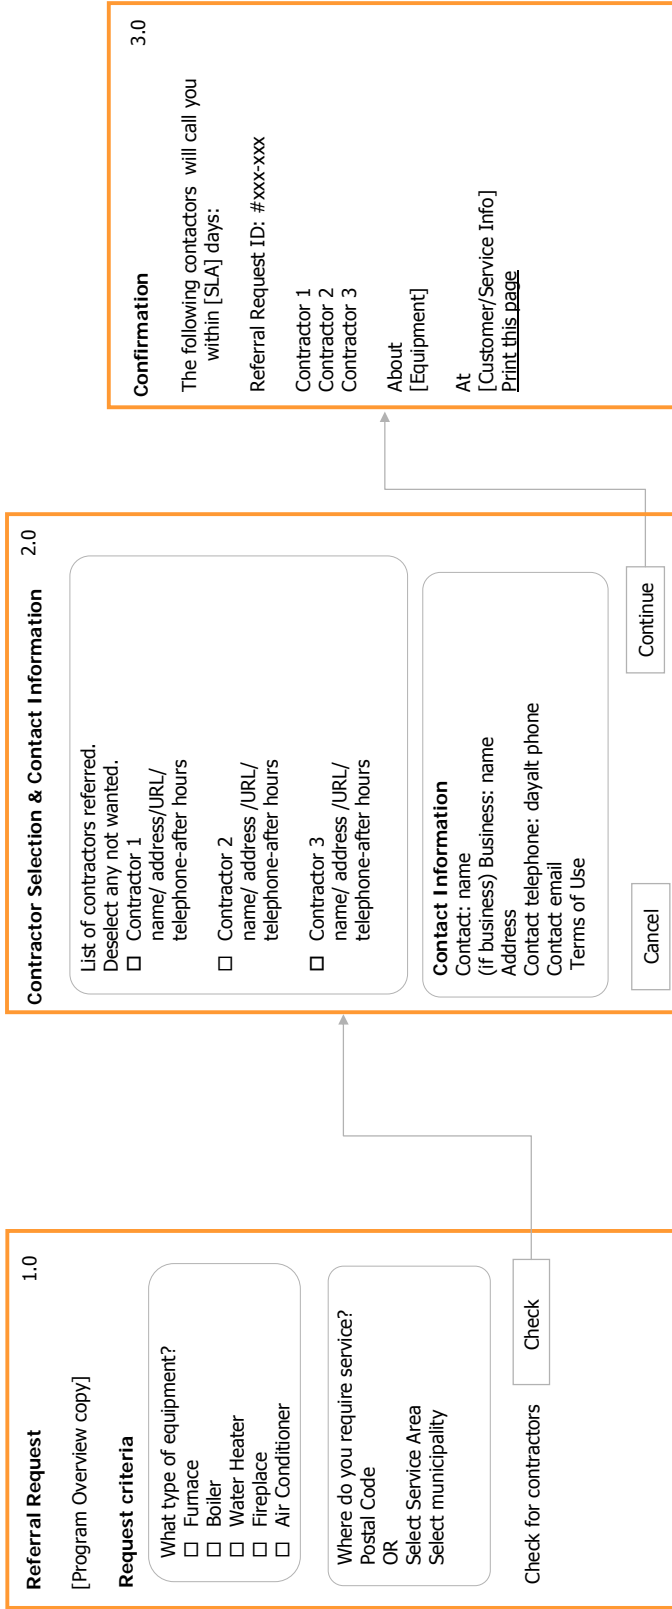 Referral Request
1.0
[Program Overview copy]
Request criteria
What type of equipment?
☐ Furnace
☐ Boiler
☐ Water Heater
☐ Fireplace
☐ Air Conditioner
Where do you require service?
Postal Code
OR
Select Service Area
Select municipality
Check for contractors
Check
Contractor Selection & Contact Information
2.0
List of contractors referred.
Deselect any not wanted.
☐ Contractor 1
name/ address/URL/
telephone-after hours
☐ Contractor 2
name/ address /URL/
telephone-after hours
☐ Contractor 3
name/ address /URL/
telephone-after hours
Contact Information
Contact: name
(if business) Business: name
Address
Contact telephone: dayalt phone
Contact email
Terms of Use
Cancel
Continue
3.0
Confirmation
The following contactors will call you
within [SLA] days:
Referral Request ID: #xxx-xxx
Contractor 1
Contractor 2
Contractor 3
About
[Equipment]
At
[Customer/Service Info]
Print this page